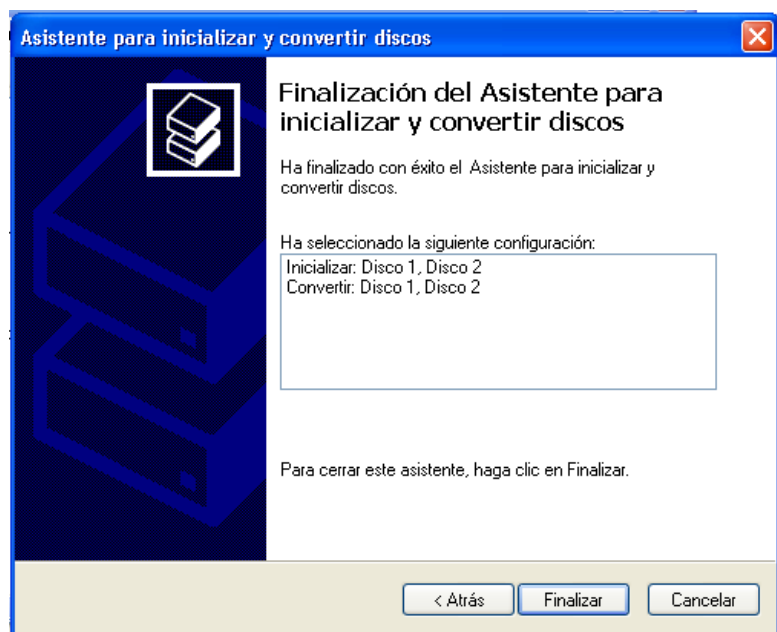 Asistente para inicializar y convertir discos
Finalización del Asistente para
inicializar y convertir discos
Ha finalizado con éxito el Asistente para inicializar y
convertir discos.
Ha seleccionado la siguiente configuración:
Inicializar: Disco 1, Disco 2
Convertir: Disco 1, Disco 2
Para cerrar este asistente, haga clic en Finalizar.
< Atrás Finalizar Cancelar